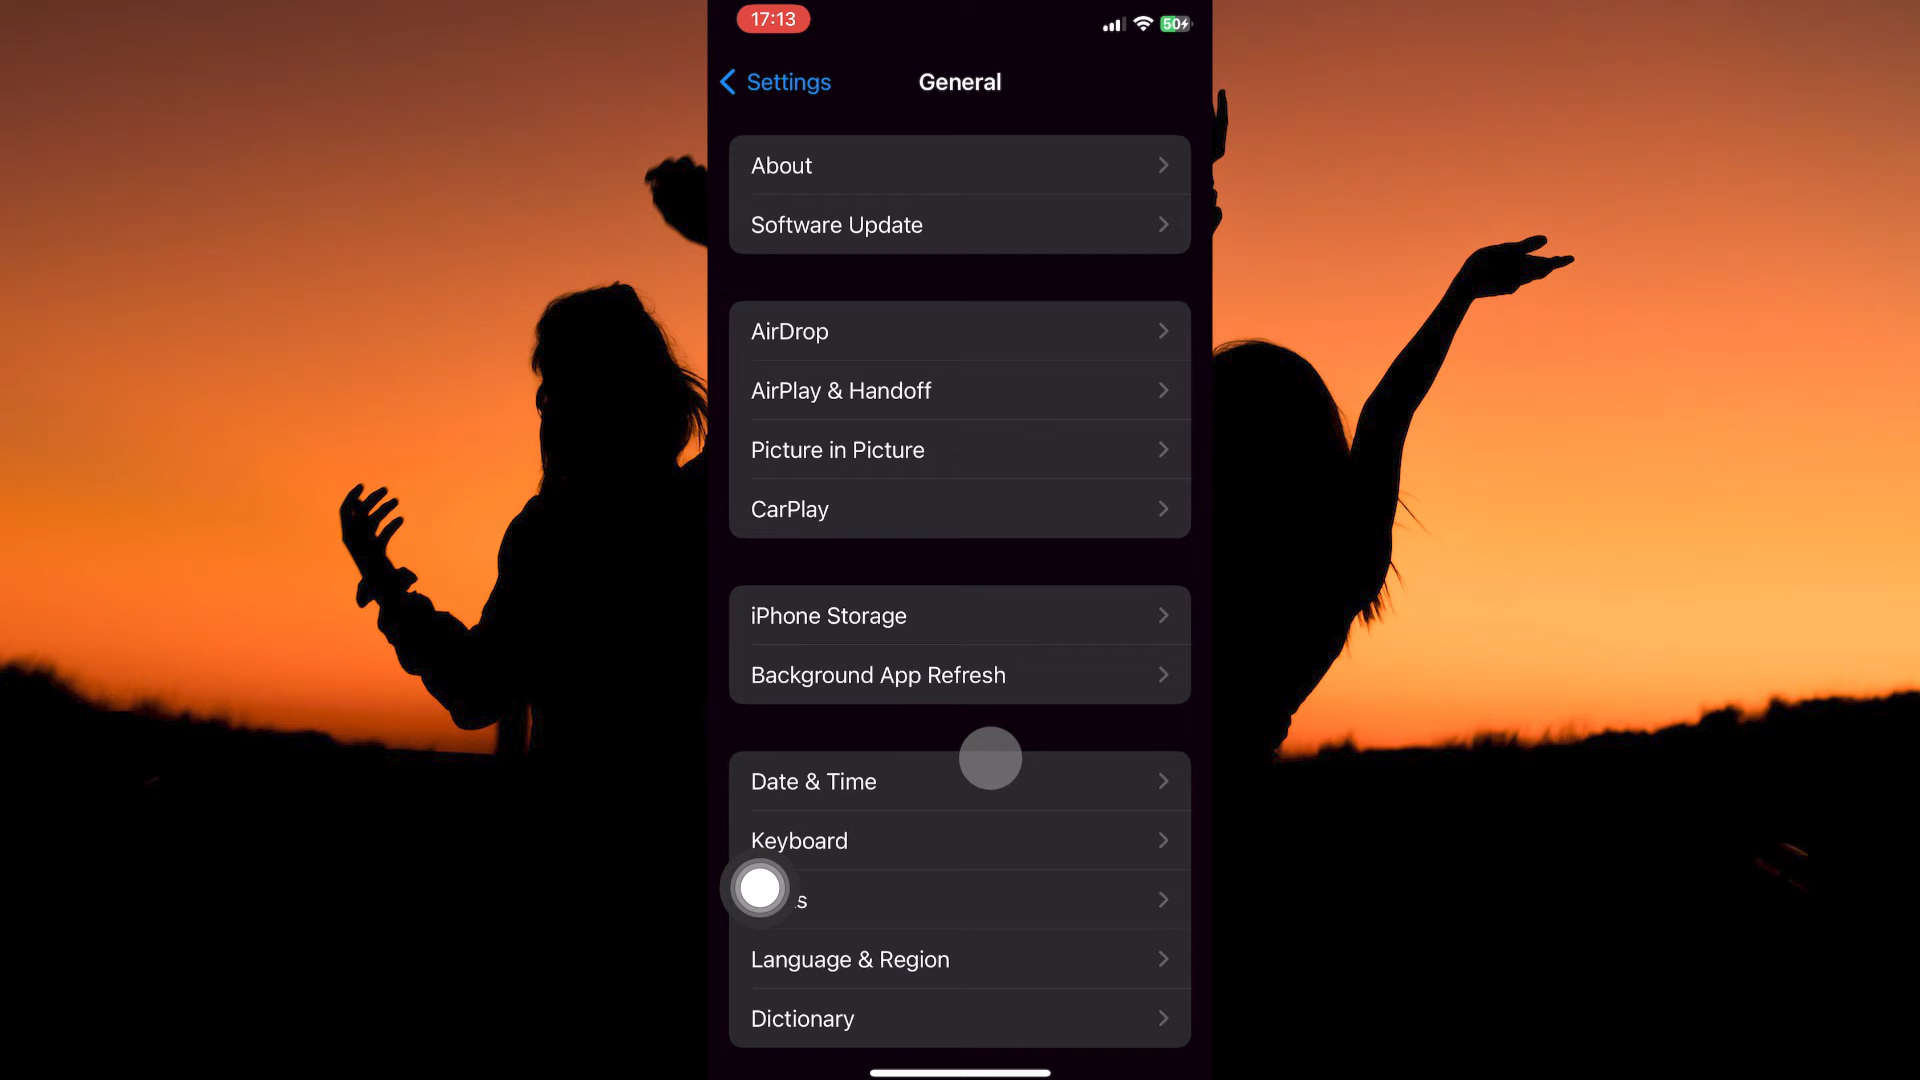 17:13
50
Settings
General
About
Software Update
AirDrop
AirPlay & Handoff
Picture in Picture
CarPlay
iPhone Storage
Background App Refresh
Date & Time
Keyboard
Language & Region
Dictionary